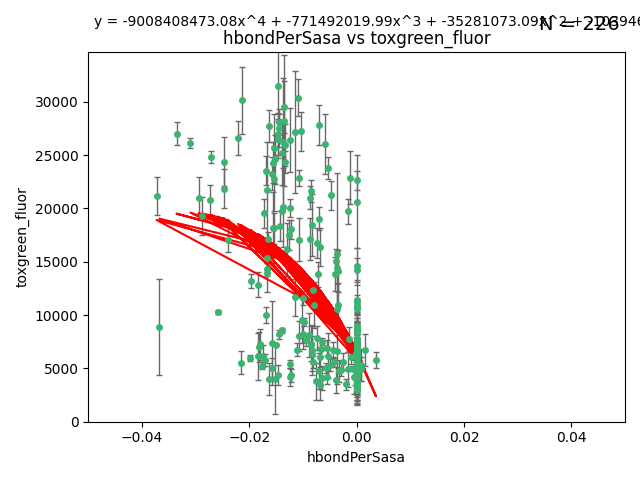 y = -9008408473.08x^4 + -771492019.99x^3 + -35281073.09x^2 +
N = 226
hbondPerSasa vs toxgreen_fluor
toxgreen_fluor
30000
25000
20000
15000
10000
5000
0
-0.04 -0.02 0.00 0.02 0.04
hbondPerSasa